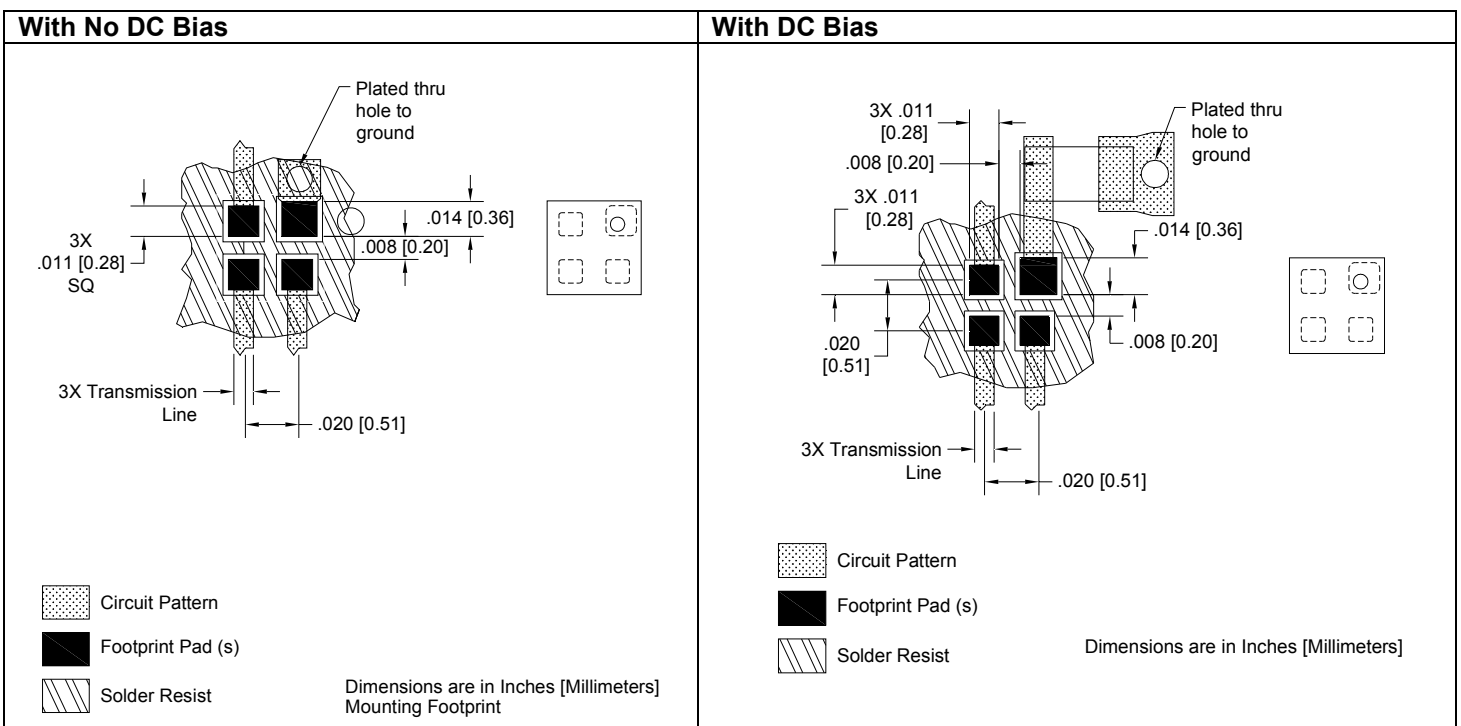 With No DC Bias
Plated thru
hole to
ground
.014 [0.36]
.008 [0.20]
3X
.011 [0.28]
SQ
3X Transmission
Line
.020 [0.51]
Circuit Pattern
Footprint Pad (s)
Solder Resist
Dimensions are in Inches [Millimeters]
Mounting Footprint
With DC Bias
3X .011
[0.28]
Plated thru
hole to
ground
.008 [0.20]
3X .011
[0.28]
.014 [0.36]
.020
[0.51]
.008 [0.20]
3X Transmission
Line
.020 [0.51]
Circuit Pattern
Footprint Pad (s)
Solder Resist
Dimensions are in Inches [Millimeters]